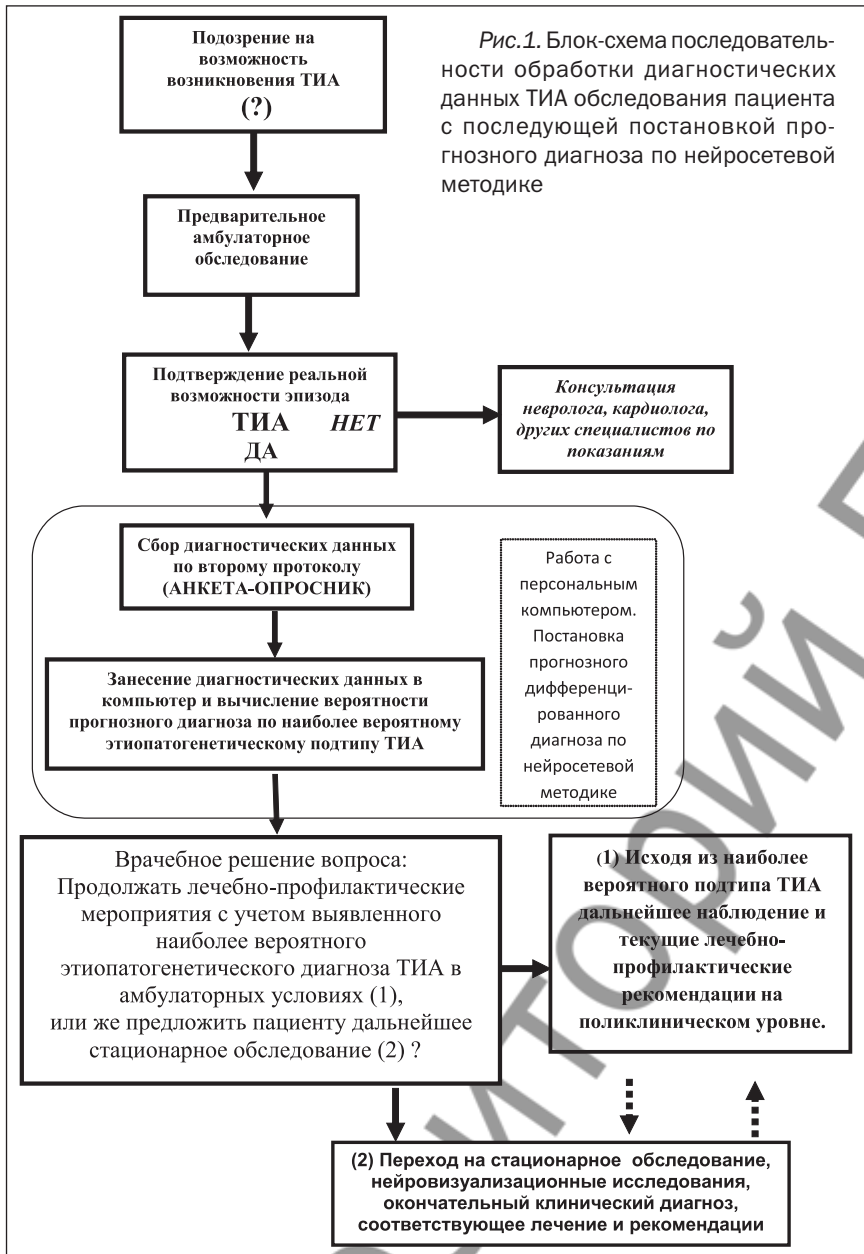 Подозрение на
возможность
возникновения ТИА
(?)
Рис.1. Блок-схема последователь-
ности обработки диагностических
данных ТИА обследования пациента
с последующей постановкой про-
гнозного диагноза по нейросетевой
методике
Предварительное
амбулаторное
обследование
Подтверждение реальной
возможности эпизода
ТИА НЕТ
ДА
Консультация
невролога, кардиолога,
других специалистов по
показаниям
Сбор диагностических данных
по второму протоколу
(АНКЕТА-ОПРОСНИК)
Занесение диагностических данных в
компьютер и вычисление вероятности
прогнозного диагноза по наиболее вероятному
этиопатогенетическому подтипу ТИА
Работа с
персональным
компьютером.
Постановка
прогнозного
дифференци-
рованного
диагноза по
нейросетевой
методике
Врачебное решение вопроса:
Продолжать лечебно-профилактические
мероприятия с учетом выявленного
наиболее вероятного
этиопатогенетического диагноза ТИА в
амбулаторных условиях (1),
или же предложить пациенту дальнейшее
стационарное обследование (2) ?
(1) Исходя из наиболее
вероятного подтипа ТИА
дальнейшее наблюдение и
текущие лечебно-
профилактические
рекомендации на
поликлиническом уровне.
(2) Переход на стационарное обследование,
нейровизуализационные исследования,
окончательный клинический диагноз,
соответствующее лечение и рекомендации